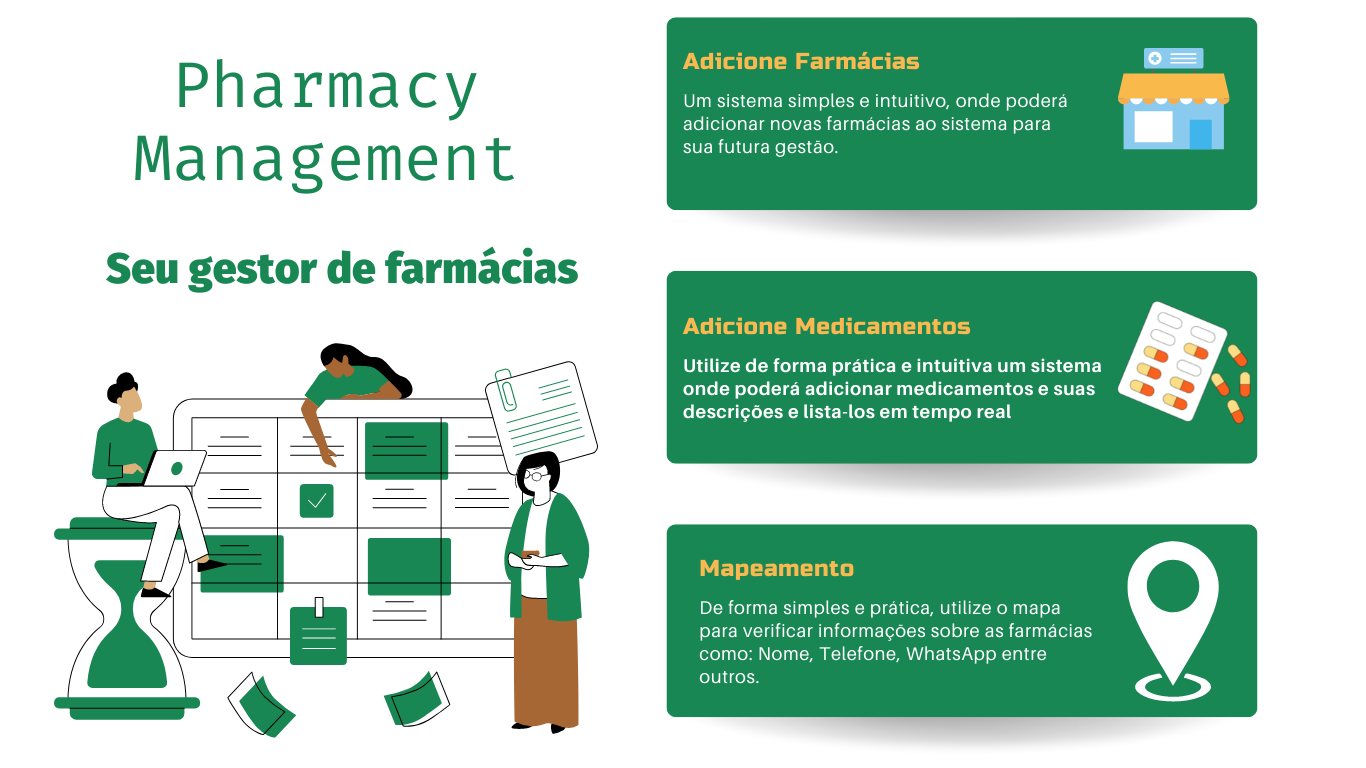 Pharmacy
Management
Seu gestor de farmácias
Adicione Farmácias
Um sistema simples e intuitivo, onde poderá
adicionar novas farmácias ao sistema para
sua futura gestão.
Adicione Medicamentos
Utilize de forma prática e intuitiva um sistema
onde poderá adicionar medicamentos e suas
descrições e lista-los em tempo real
Mapeamento
De forma simples e prática, utilize o mapa
para verificar informações sobre as farmácias
como: Nome, Telefone, WhatsApp entre
outros.